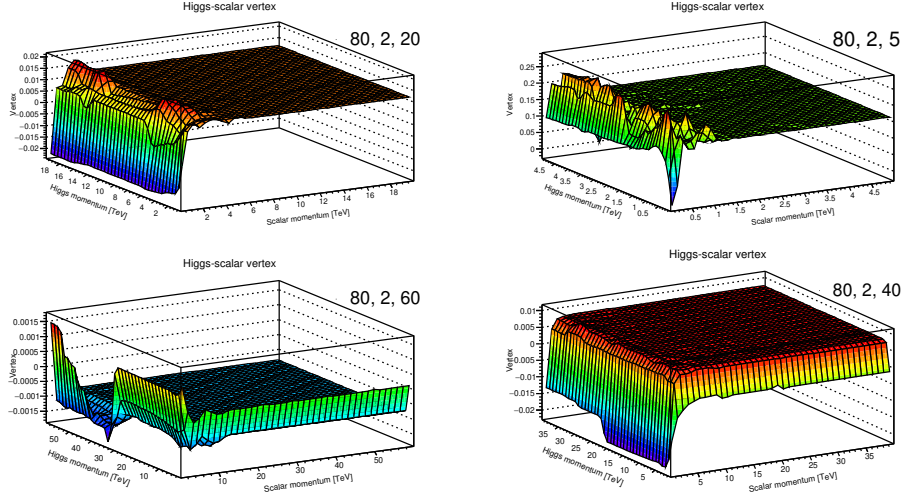 Higgs-scalar vertex
80, 2, 20
Vertex
0.02
0.015
0.01
0.005
0
−0.005
−0.01
−0.015
−0.02
18 16 14 12 10 8 6 4 2
Higgs momentum [TeV]
2 4 6 8 10 12 14 16 18
Scalar momentum [TeV]
Higgs-scalar vertex
80, 2, 5
Vertex
0.25
0.2
0.15
0.1
0.05
0
4.5 4 3.5 3 2.5 2 1.5 1 0.5
Higgs momentum [TeV]
0.5 1 1.5 2 2.5 3 3.5 4 4.5
Scalar momentum [TeV]
Higgs-scalar vertex
80, 2, 60
Vertex
0.0015
0.001
0.0005
0
−0.0005
−0.001
−0.0015
50 40 30 20 10
Higgs momentum [TeV]
10 20 30 40 50
Scalar momentum [TeV]
Higgs-scalar vertex
80, 2, 40
Vertex
0.01
0.005
0
−0.005
−0.01
−0.015
−0.02
35 30 25 20 15 10 5
Higgs momentum [TeV]
5 10 15 20 25 30 35
Scalar momentum [TeV]